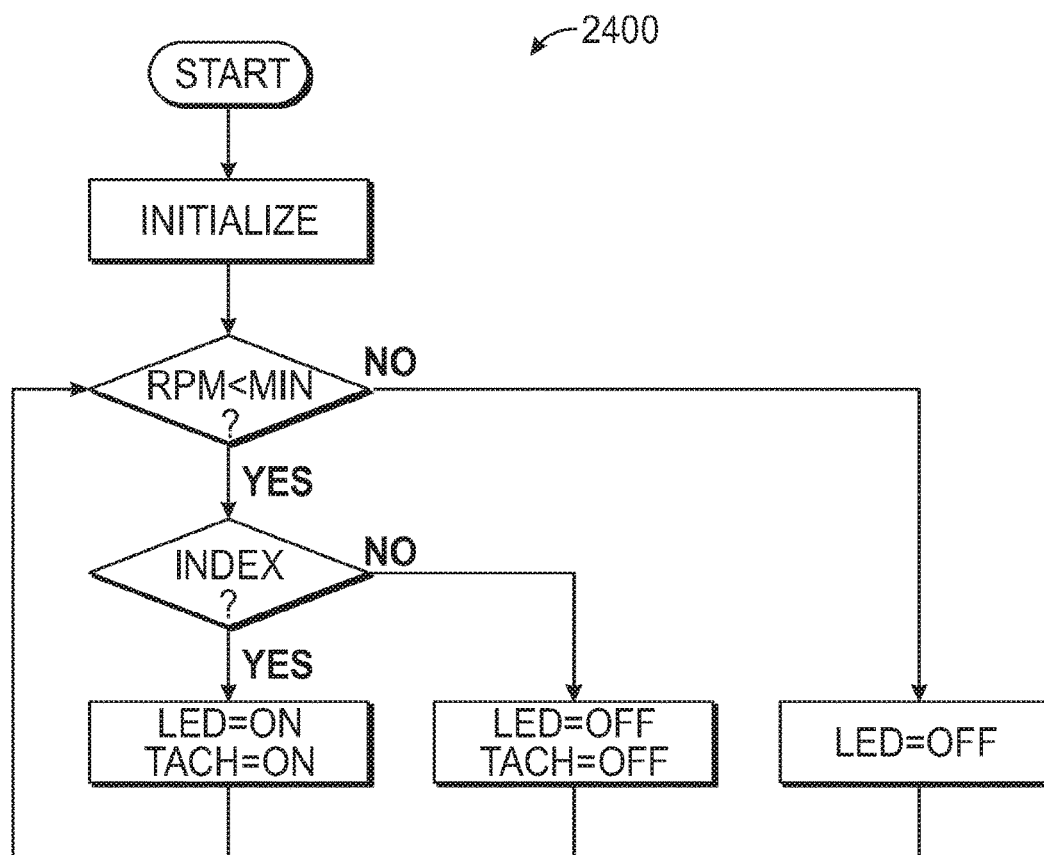 2400
START
INITIALIZE
RPM<MIN
?
NO
YES
INDEX
?
NO
YES
LED=ON
TACH=ON
LED=OFF
TACH=OFF
LED=OFF